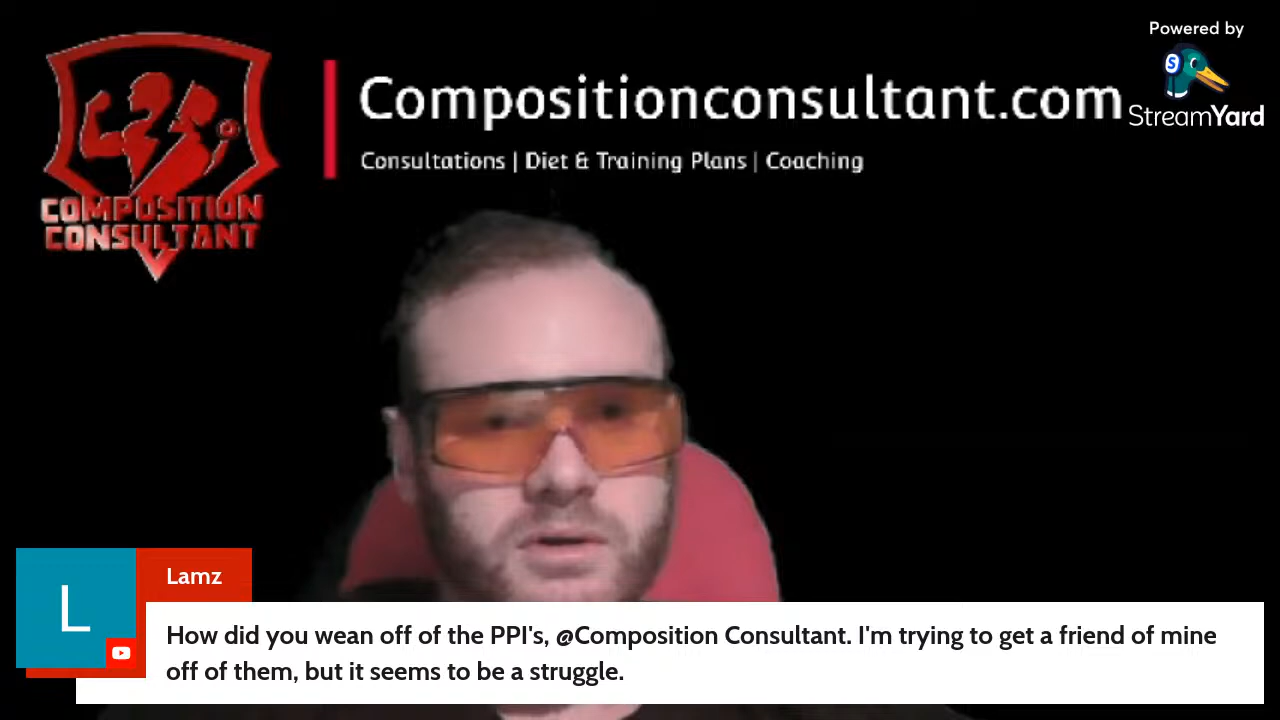 Powered by
StreamYard
Compositionconsultant.com
Consultations | Diet & Training Plans | Coaching
COMPOSITION
CONSULTANT
L
Lamz
How did you wean off of the PPI's, @Composition Consultant. I'm trying to get a friend of mine
off of them, but it seems to be a struggle.